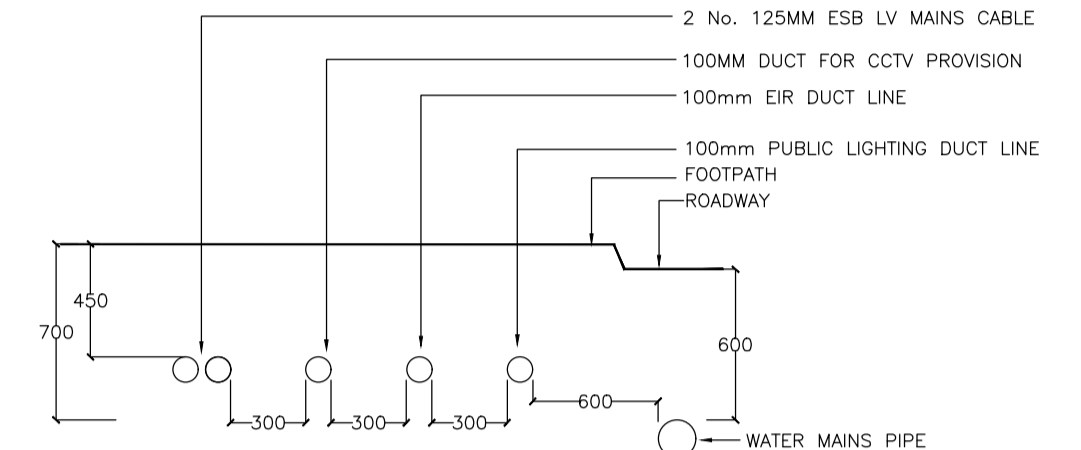 2 No. 125MM ESB LV MAINS CABLE
100MM DUCT FOR CCTV PROVISION
100mm EIR DUCT LINE
100mm PUBLIC LIGHTING DUCT LINE
FOOTPATH
ROADWAY
450
700
600
600
300
300
300
WATER MAINS PIPE